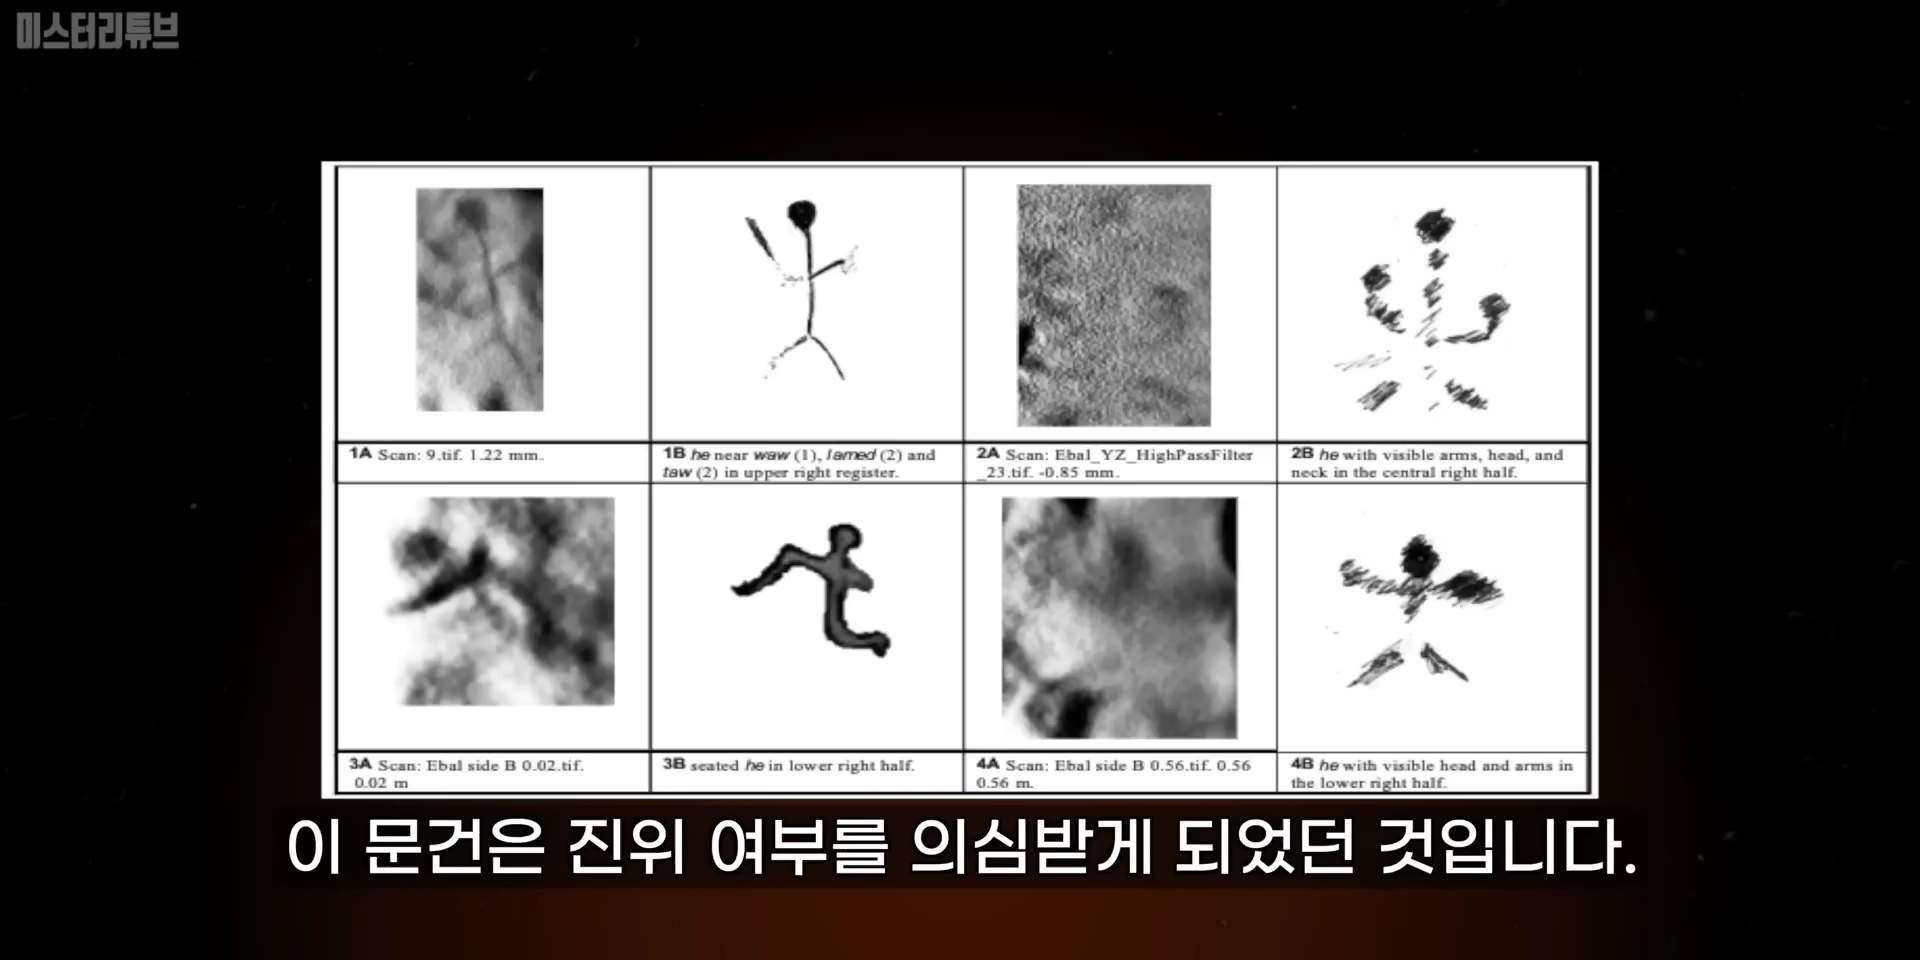 미스터리튜브
1A Scan: 9.tif. 1.22 mm.
1B he near waw (1), lamed (2) and
taw (2) in upper right register.
2A Scan: Ebal_YZ_HighPassFilter
_23.tif. -0.85 mm.
2B he with visible arms, head, and
neck in the central right half.
3A Scan: Ebal side B 0.02.tif.
0.02 m
3B seated he in lower right half.
4A Scan: Ebal side B 0.56.tif. 0.56
0.56 m.
4B he with visible head and arms in
the lower right half.
이 문건은 진위 여부를 의심받게 되었던 것입니다.